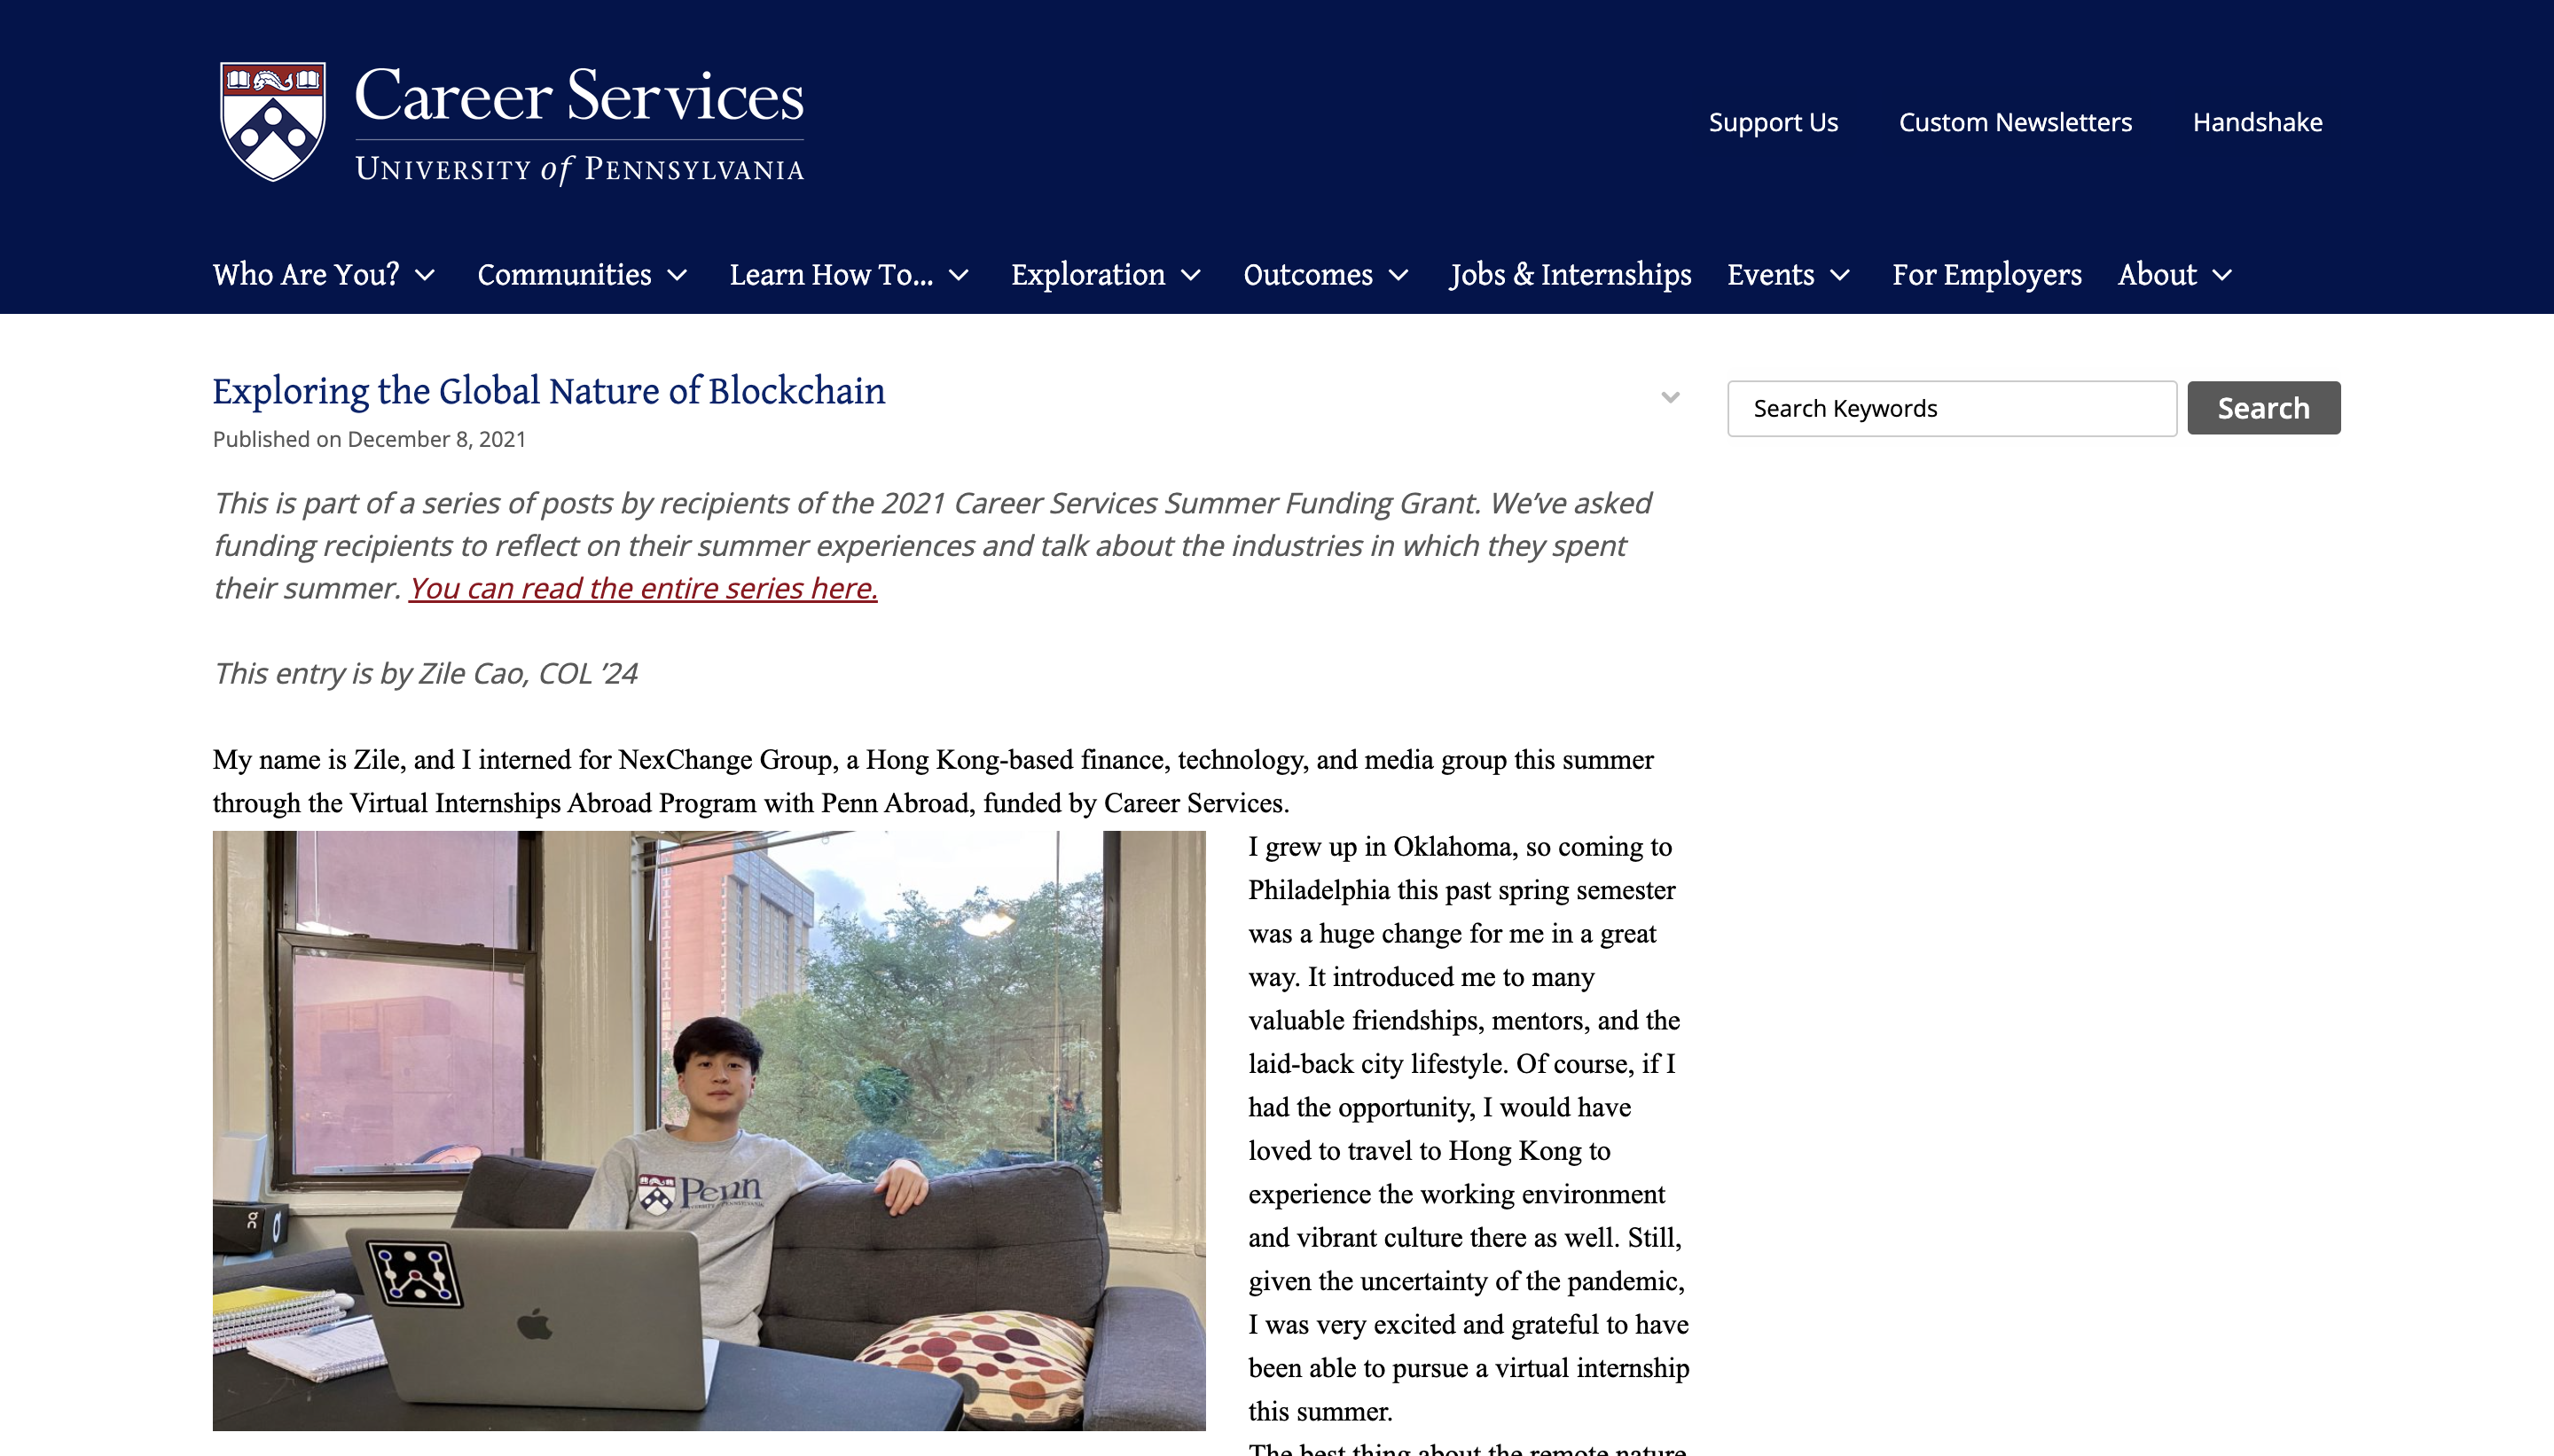 Career Services
UNIVERSITY of PENNSYLVANIA
Support Us
Custom Newsletters
Handshake
Who Are You?
Communities
Learn How To...
Exploration
Outcomes
Jobs & Internships
Events
For Employers
About
Exploring the Global Nature of Blockchain
Published on December 8, 2021
Search Keywords
Search
This is part of a series of posts by recipients of the 2021 Career Services Summer Funding Grant. We’ve asked
funding recipients to reflect on their summer experiences and talk about the industries in which they spent
their summer. You can read the entire series here.
This entry is by Zile Cao, COL ’24
My name is Zile, and I interned for NexChange Group, a Hong Kong-based finance, technology, and media group this summer
through the Virtual Internships Abroad Program with Penn Abroad, funded by Career Services.
I grew up in Oklahoma, so coming to
Philadelphia this past spring semester
was a huge change for me in a great
way. It introduced me to many
valuable friendships, mentors, and the
laid-back city lifestyle. Of course, if I
had the opportunity, I would have
loved to travel to Hong Kong to
experience the working environment
and vibrant culture there as well. Still,
given the uncertainty of the pandemic,
I was very excited and grateful to have
been able to pursue a virtual internship
this summer.
The best thing about the remote nature
Penn